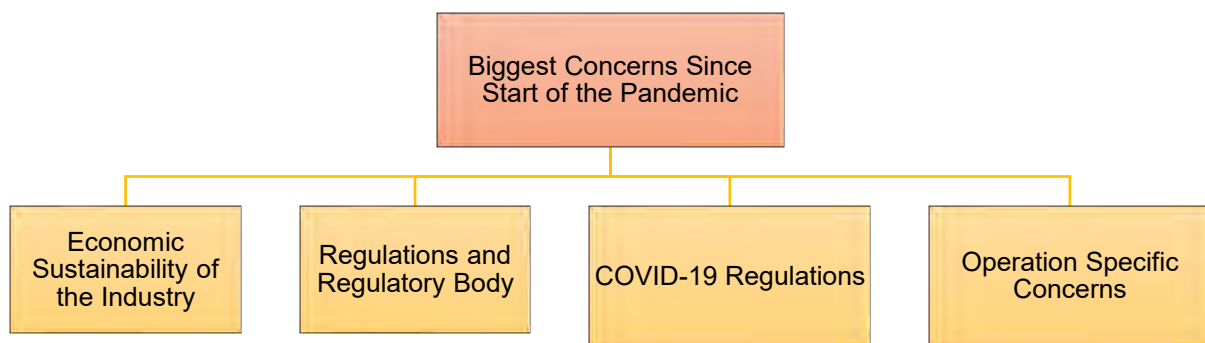 Biggest Concerns Since
Start of the Pandemic
Economic
Sustainability of
the Industry
Regulations and
Regulatory Body
COVID-19 Regulations
Operation Specific
Concerns